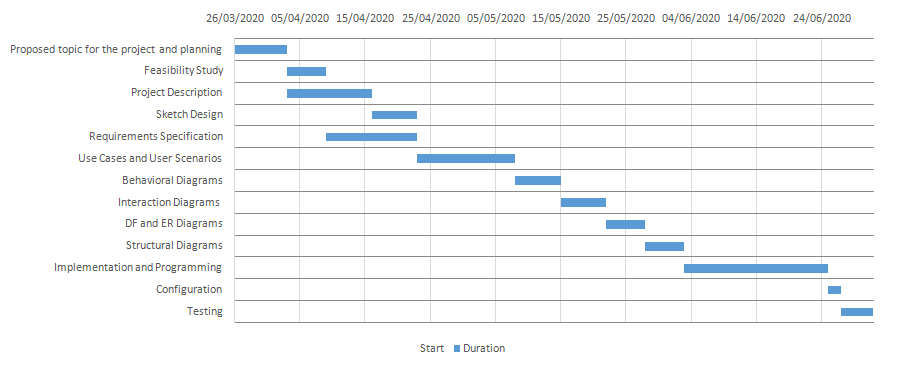 26/03/2020 05/04/2020 15/04/2020 25/04/2020 05/05/2020 15/05/2020 25/05/2020 04/06/2020 14/06/2020 24/06/2020
Proposed topic for the project and planning
Feasibility Study
Project Description
Sketch Design
Requirements Specification
Use Cases and User Scenarios
Behavioral Diagrams
Interaction Diagrams
DF and ER Diagrams
Structural Diagrams
Implementation and Programming
Configuration
Testing
Start Duration